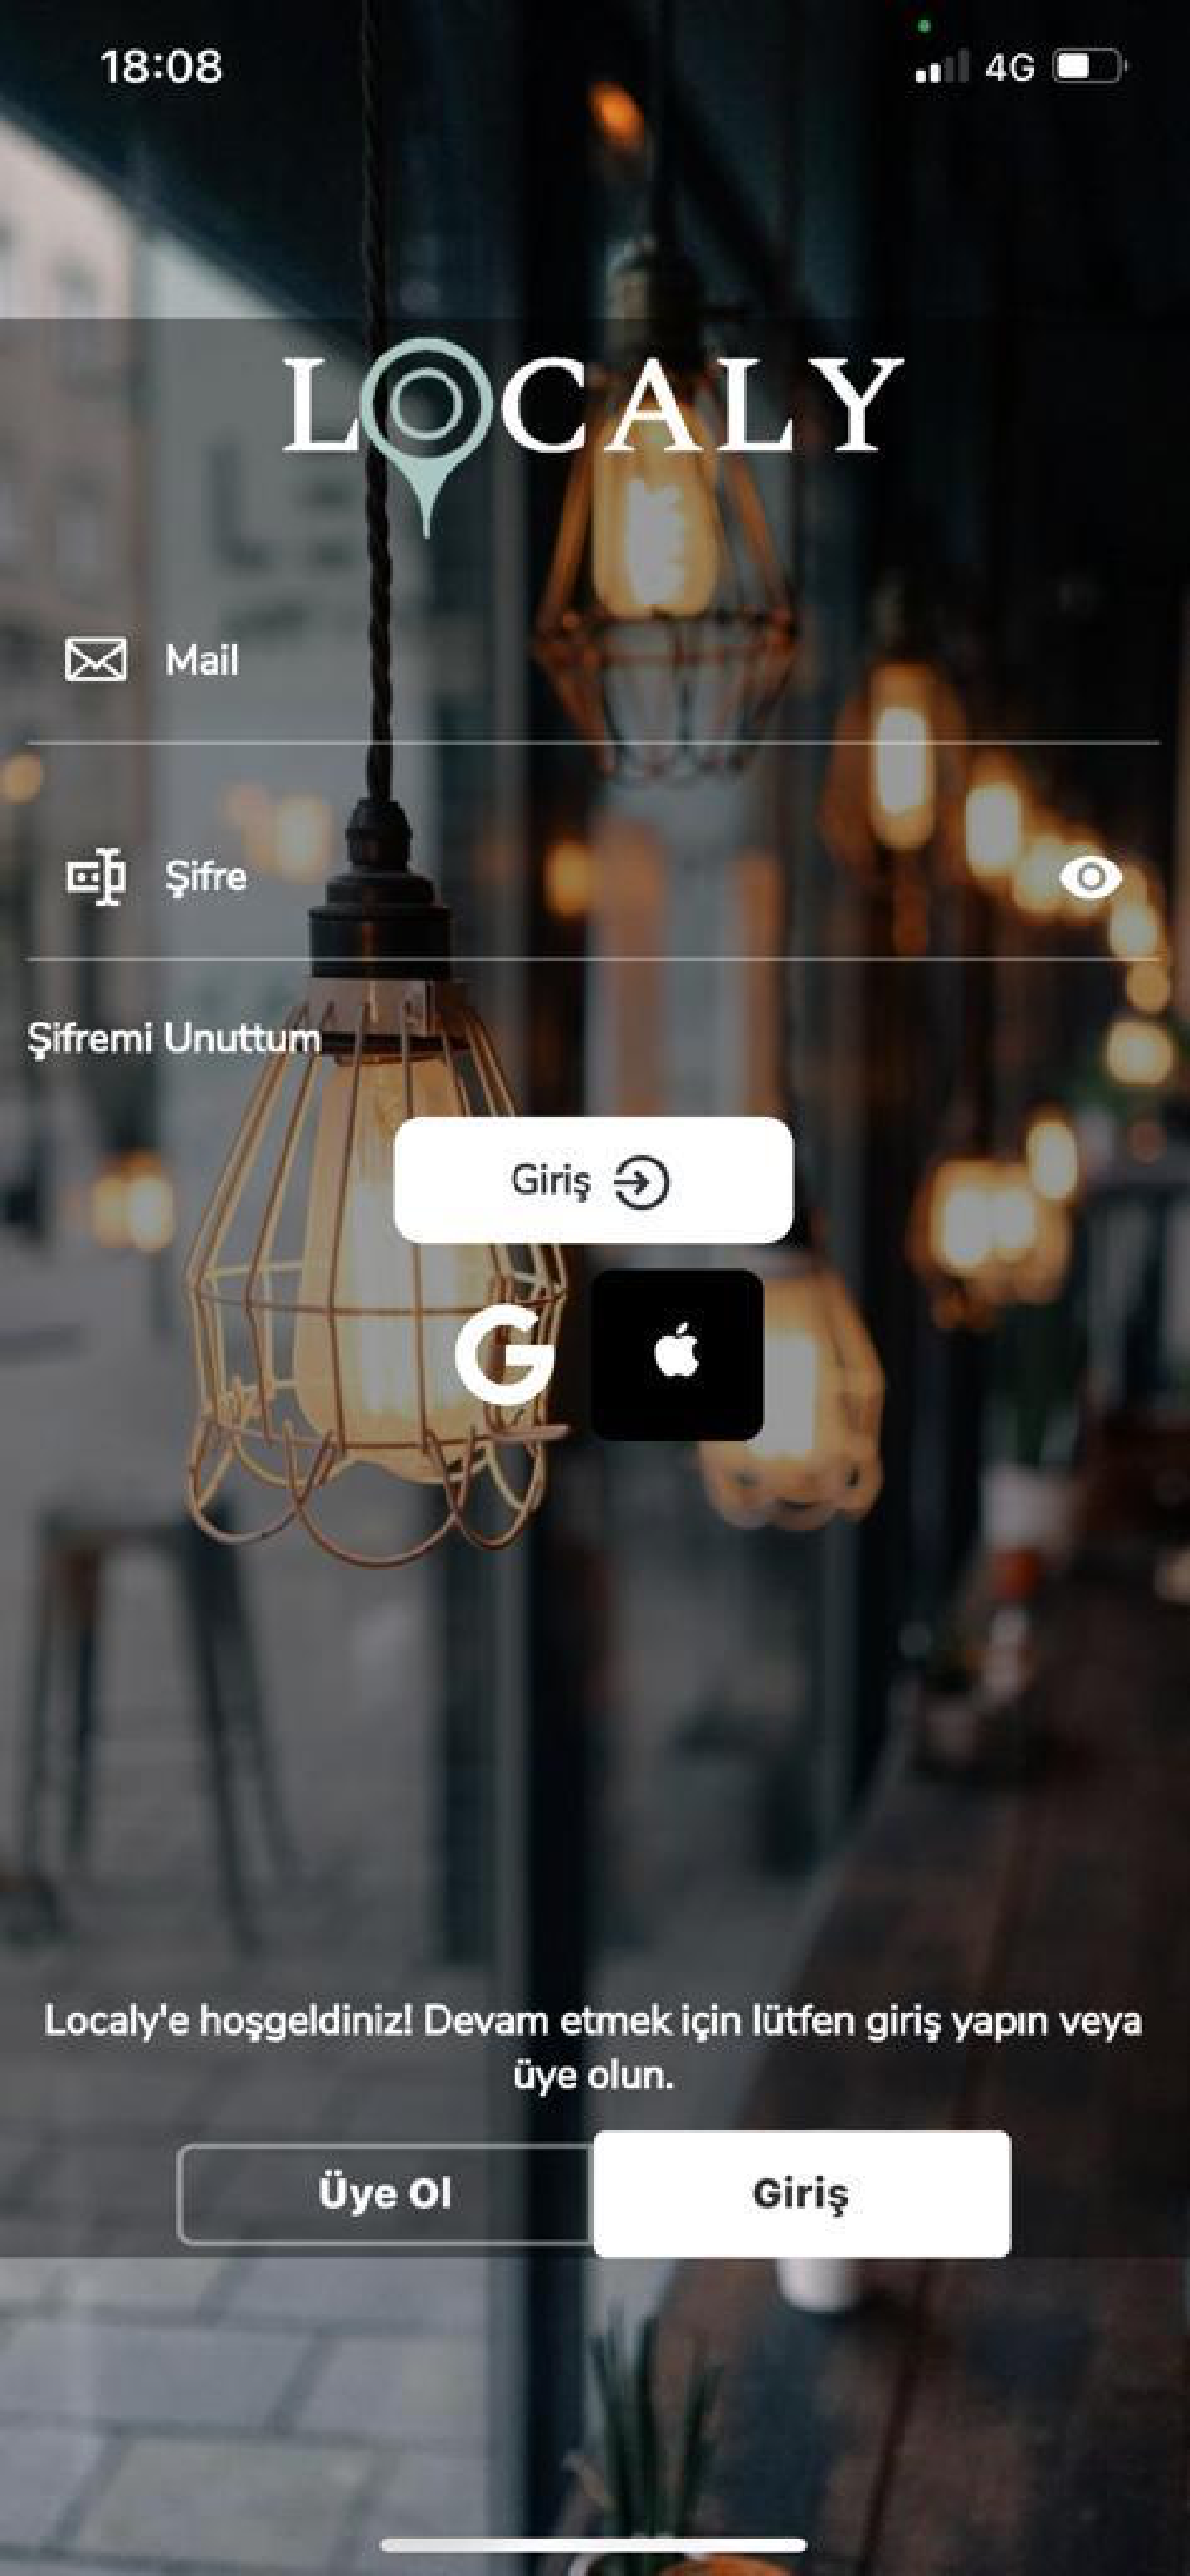 18:08
4G
LOCALY
Mail
Şifre
Şifremi Unuttum
Giriş
G
Localy'e hoşgeldiniz! Devam etmek için lütfen giriş yapın veya
üye olun.
Üye Ol
Giriş